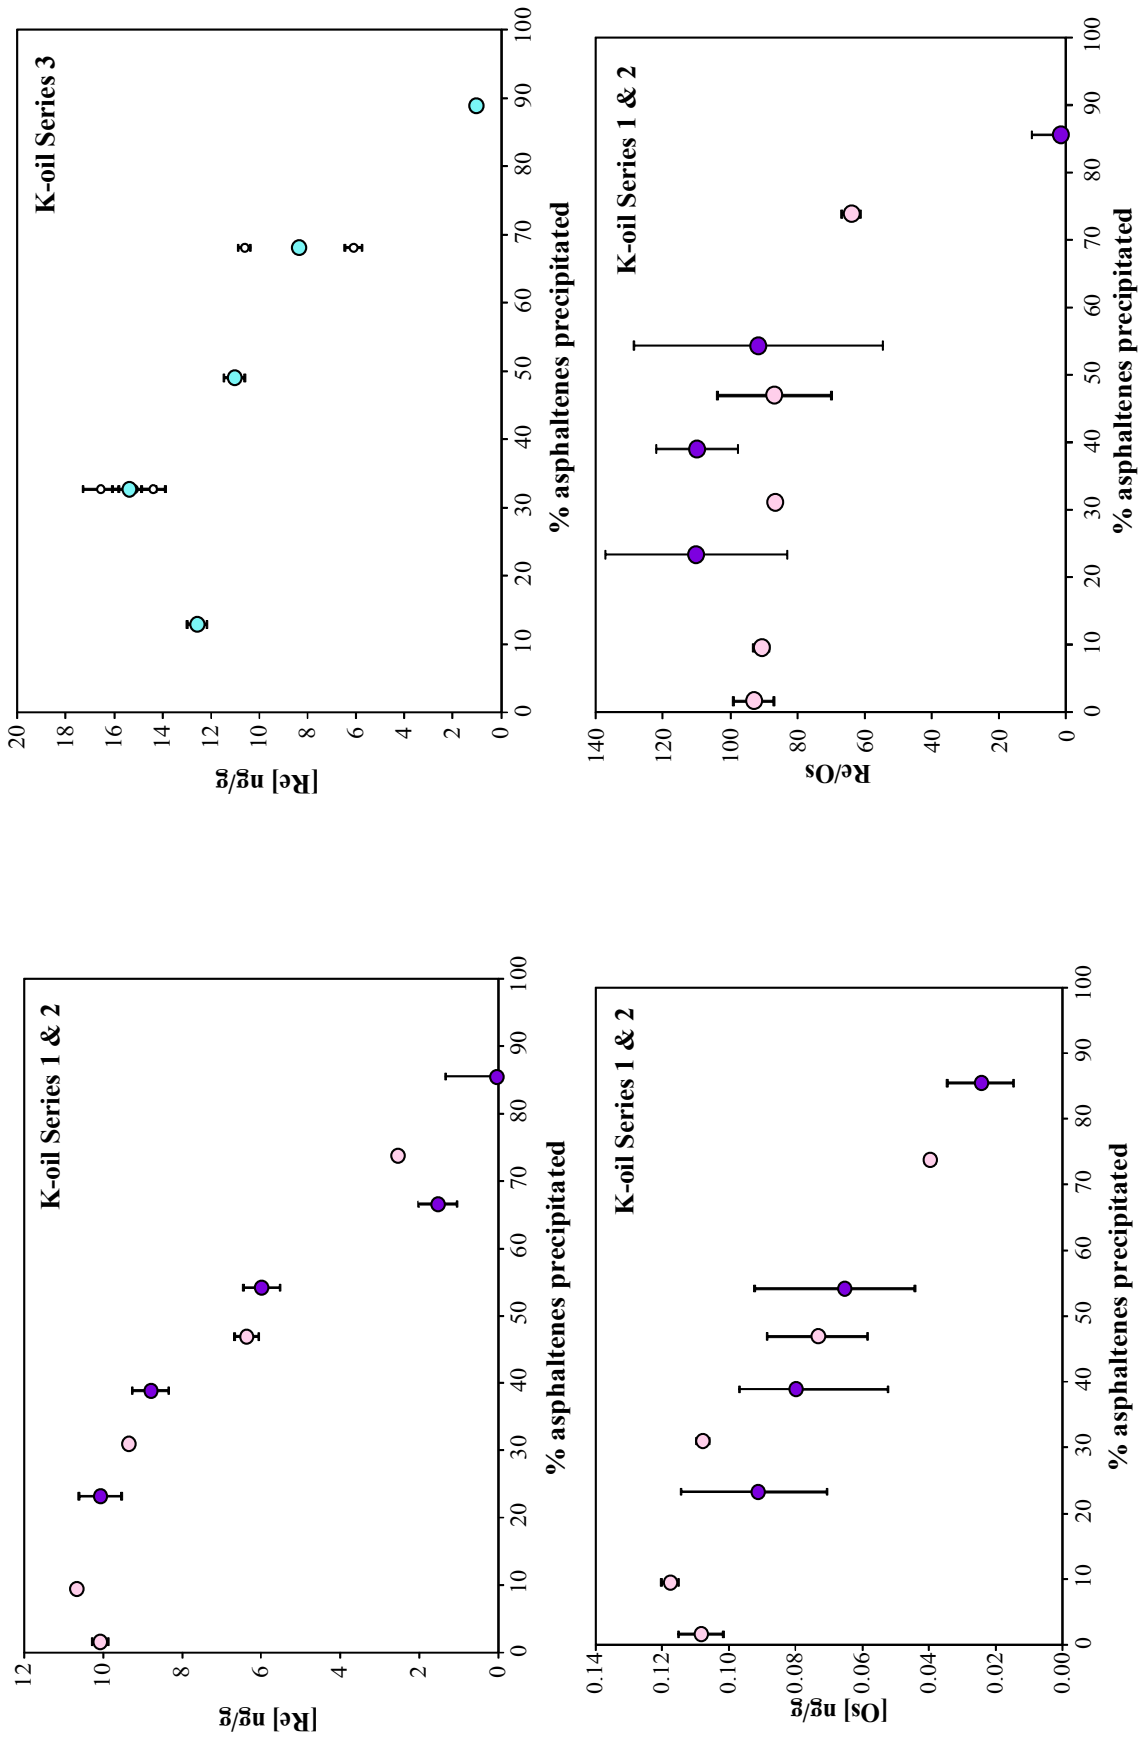 K-oil Series 1 & 2
[Re] ng/g
12
10
8
6
4
2
0
0 10 20 30 40 50 60 70 80 90 100
% asphaltenes precipitated
K-oil Series 3
[Re] ng/g
20
18
16
14
12
10
8
6
4
2
0
0 10 20 30 40 50 60 70 80 90 100
% asphaltenes precipitated
K-oil Series 1 & 2
[Os] ng/g
0.14
0.12
0.10
0.08
0.06
0.04
0.02
0.00
0 10 20 30 40 50 60 70 80 90 100
% asphaltenes precipitated
K-oil Series 1 & 2
Re/Os
140
120
100
80
60
40
20
0
0 10 20 30 40 50 60 70 80 90 100
% asphaltenes precipitated